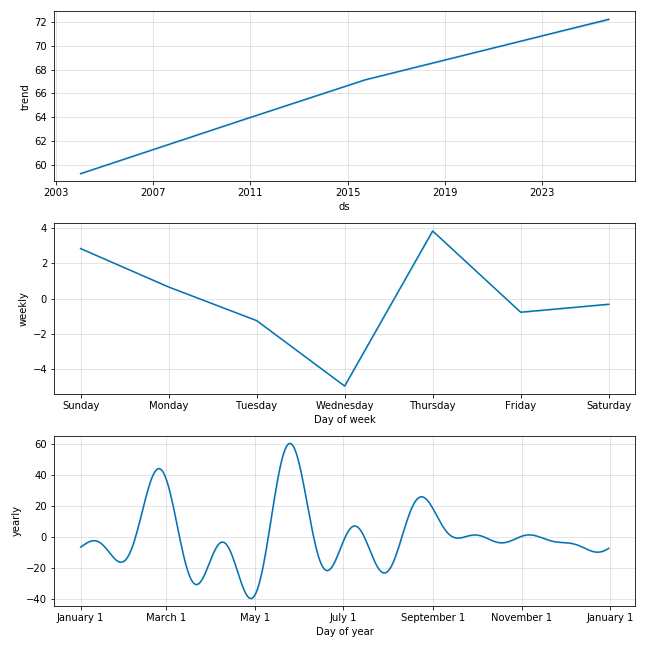 72
70
68
66
64
62
60
trend
2003 2007 2011 2015 2019 2023
ds
4
2
0
−2
−4
weekly
Sunday Monday Tuesday Wednesday Thursday Friday Saturday
Day of week
60
40
20
0
−20
−40
yearly
January 1 March 1 May 1 July 1 September 1 November 1 January 1
Day of year